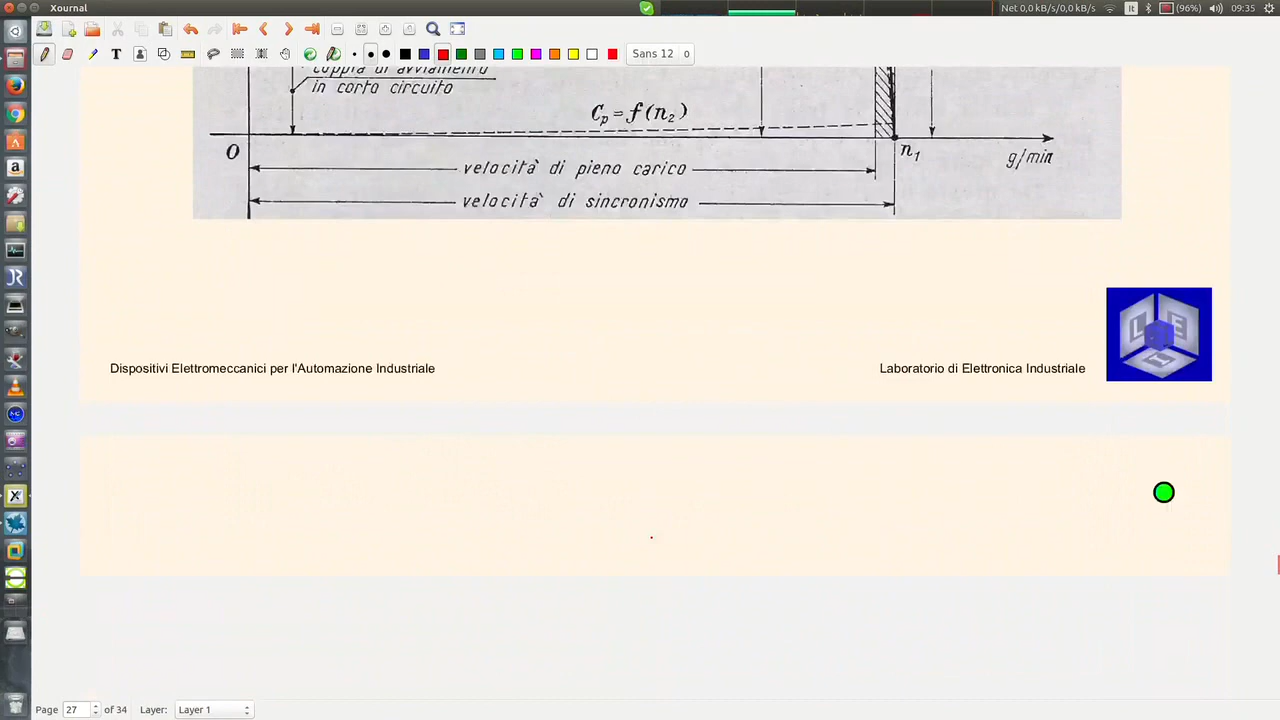 Xournal
Net 0,0 kB/s/0,0 kB/s
It
(96%)
09:35
T
Sans 12
coppia di avviamento
in corto circuito
Cp = f(n2)
O
n1
g/min
velocità di pieno carico
velocità di sincronismo
L E I
Dispositivi Elettromeccanici per l'Automazione Industriale
Laboratorio di Elettronica Industriale
Page 27 of 34 Layer: Layer 1